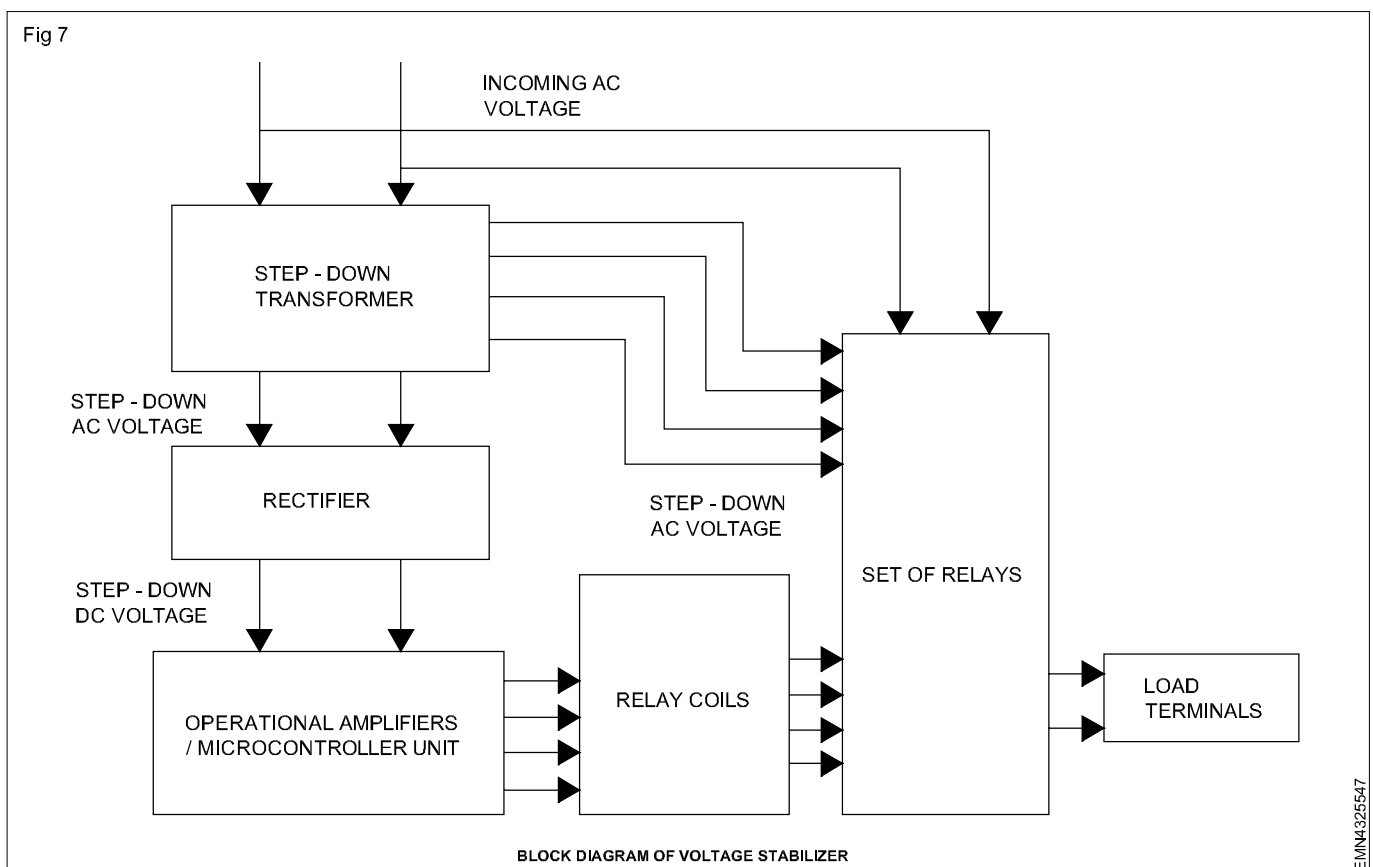 Fig 7
INCOMING AC
VOLTAGE
STEP - DOWN
TRANSFORMER
STEP - DOWN
AC VOLTAGE
RECTIFIER
STEP - DOWN
AC VOLTAGE
SET OF RELAYS
STEP - DOWN
DC VOLTAGE
OPERATIONAL AMPLIFIERS
/ MICROCONTROLLER UNIT
RELAY COILS
LOAD
TERMINALS
BLOCK DIAGRAM OF VOLTAGE STABILIZER
EMN4325547